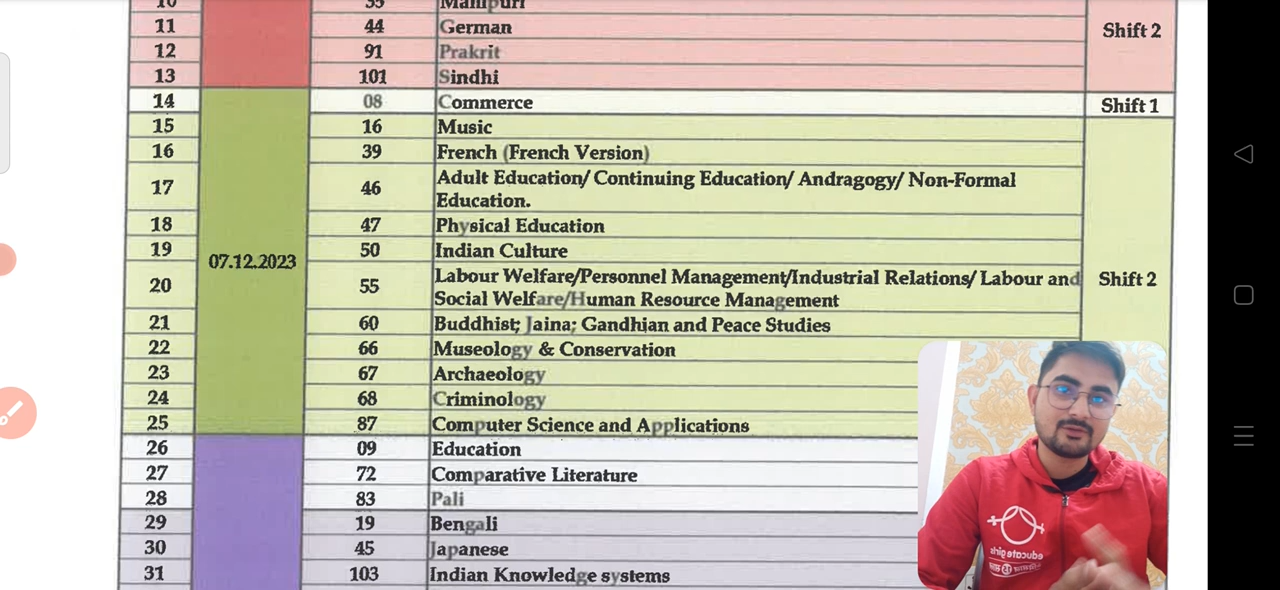 10 35 Manipuri
11 44 German
12 91 Prakrit
13 101 Sindhi
Shift 2
14 08 Commerce Shift 1
15 16 Music
16 39 French (French Version)
17 46 Adult Education/ Continuing Education/ Andragogy/ Non-Formal
Education.
18 47 Physical Education
19 50 Indian Culture
07.12.2023
20 55 Labour Welfare/Personnel Management/Industrial Relations/ Labour and
Social Welfare/Human Resource Management
Shift 2
21 60 Buddhist; Jaina; Gandhian and Peace Studies
22 66 Museology & Conservation
23 67 Archaeology
24 68 Criminology
25 87 Computer Science and Applications
26 09 Education
27 72 Comparative Literature
28 83 Pali
29 19 Bengali
30 45 Japanese
31 103 Indian Knowledge systems
educate girls